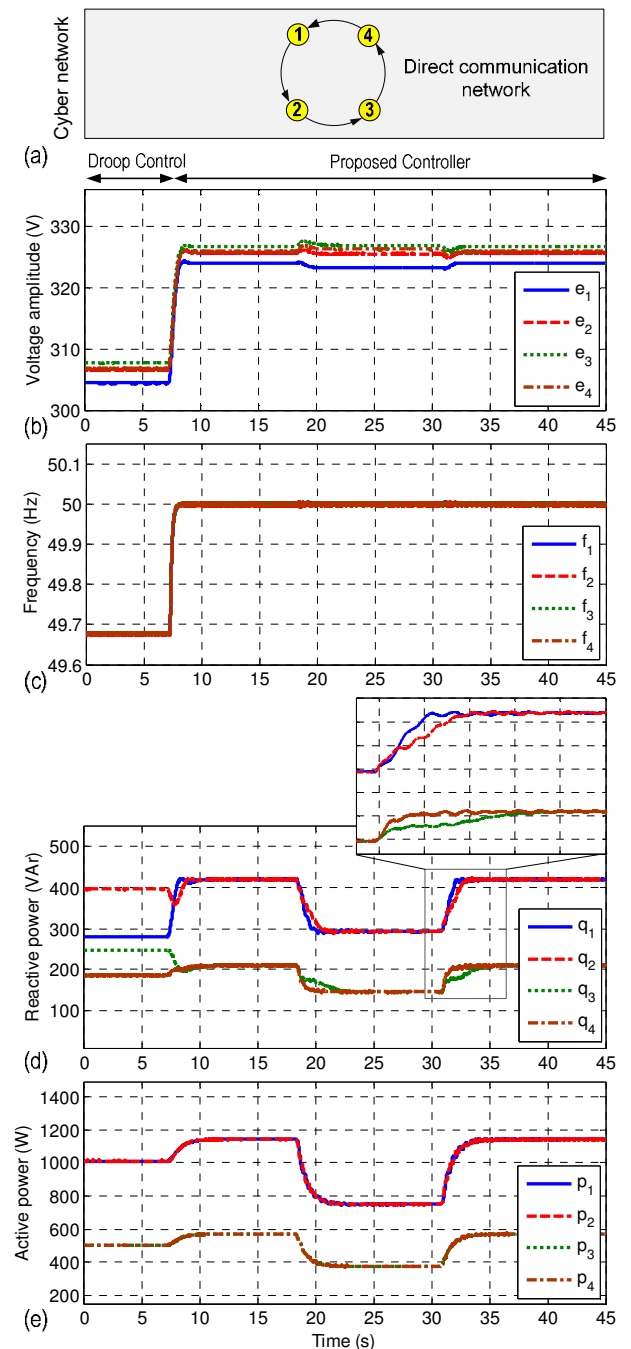 Cyber network
1
4
2
3
Direct communication
network
(a)
Droop Control
Proposed Controller
Voltage amplitude (V)
330
320
310
300
0 5 10 15 20 25 30 35 40 45
e1
e2
e3
e4
(b)
Frequency (Hz)
50.1
50
49.9
49.8
49.7
49.6
0 5 10 15 20 25 30 35 40 45
f1
f2
f3
f4
(c)
Reactive power (VAr)
500
400
300
200
100
0 5 10 15 20 25 30 35 40 45
q1
q2
q3
q4
(d)
Active power (W)
1400
1200
1000
800
600
400
200
0 5 10 15 20 25 30 35 40 45
p1
p2
p3
p4
(e)
Time (s)